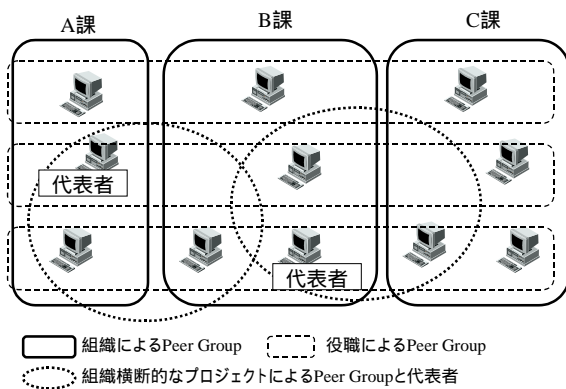 A課 B課 C課
代表者
代表者
組織によるPeer Group 役職によるPeer Group
組織横断的なプロジェクトによるPeer Groupと代表者